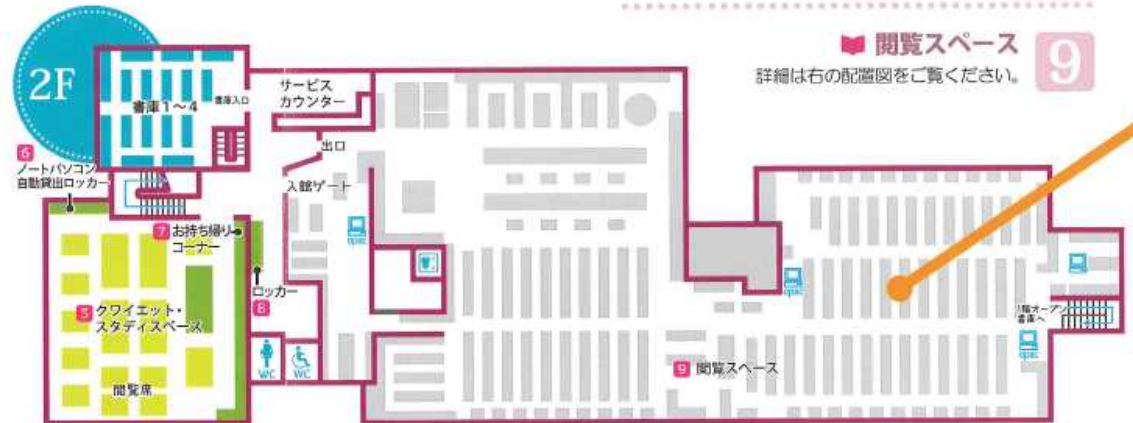 閲覧スペース
9
詳細は右の配置図をご覧ください。
2F
書庫1～4
書庫入口
サービス
カウンター
出口
入館ゲート
6
ノートパソコン
自動貸出ロッカー
7 お持ち帰り
コーナー
ロッカー
8
5 クワイエット・
スタディスペース
閲覧席
WC
WC
opac
opac
opac
1階オープン
書庫へ
9 閲覧スペース